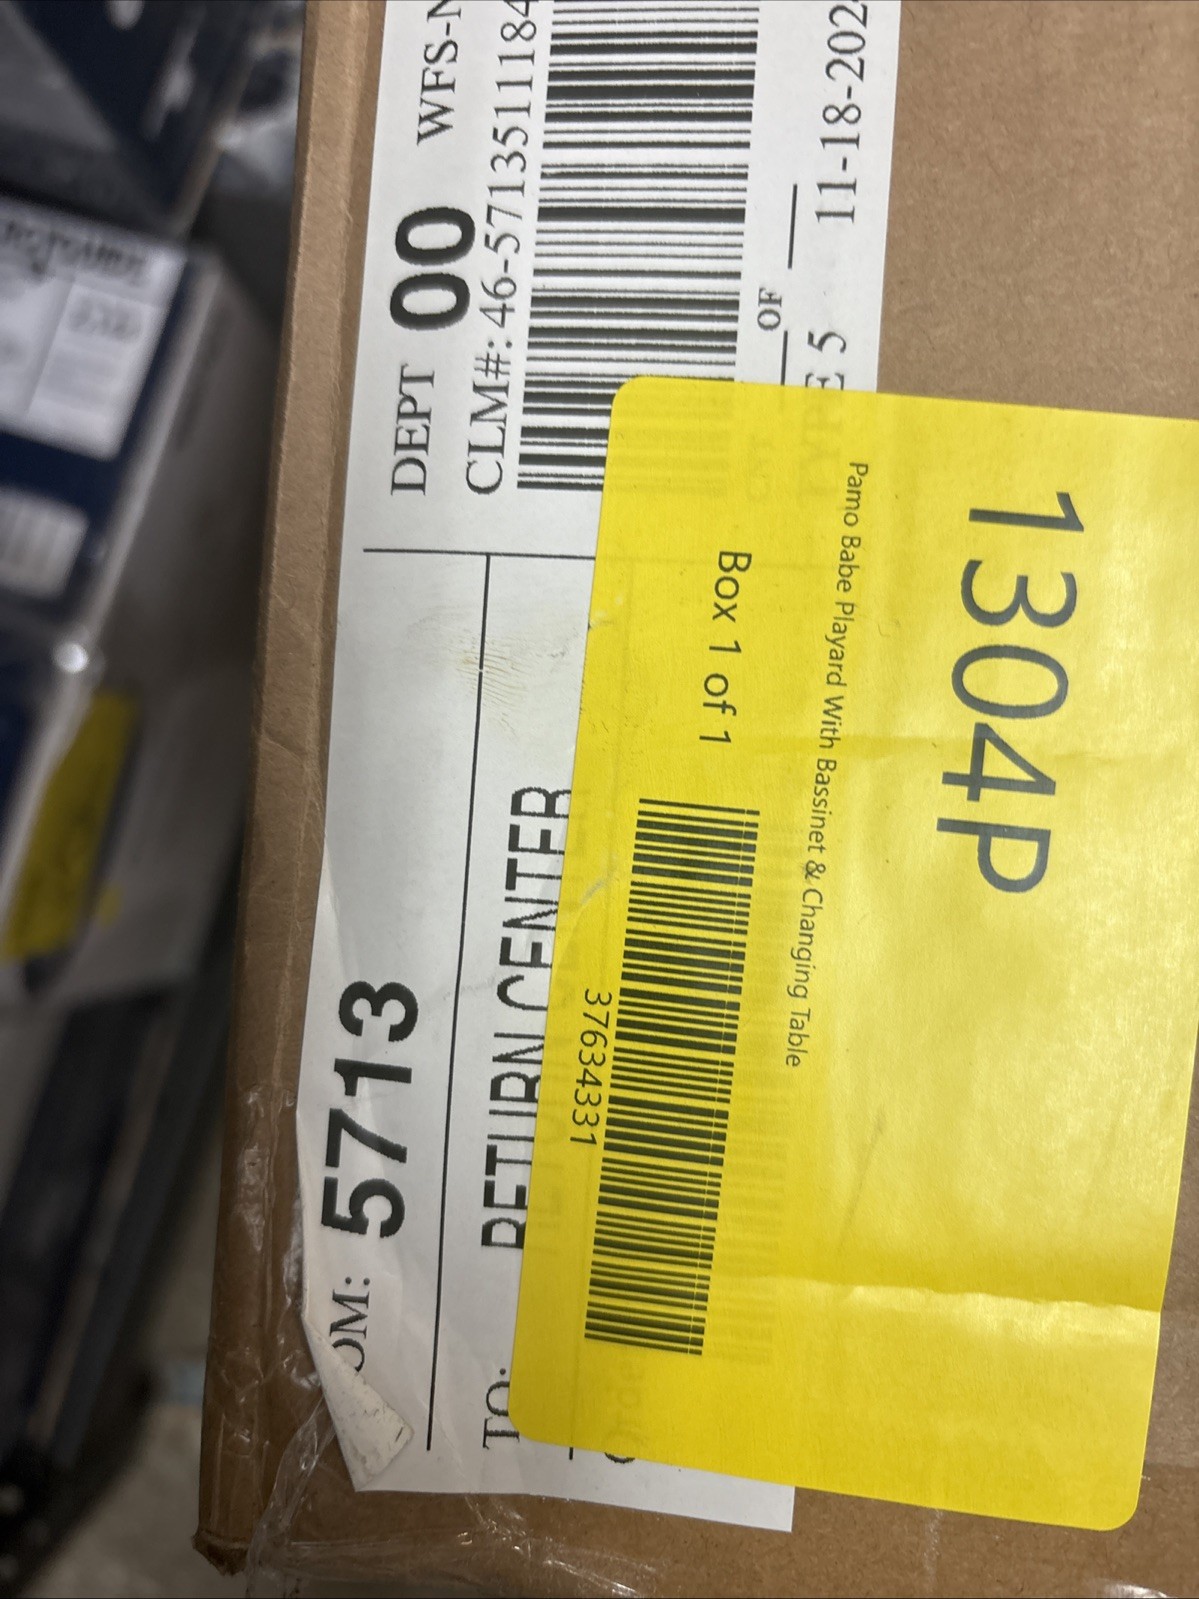 DEPT 00 WFS-
CLM#: 46-571351118
OF
5 11-18-202
OM: 5713
TO: RETURN CENTER
1304P
Pamo Babe Playard With Bassinet & Changing Table
Box 1 of 1
37634331